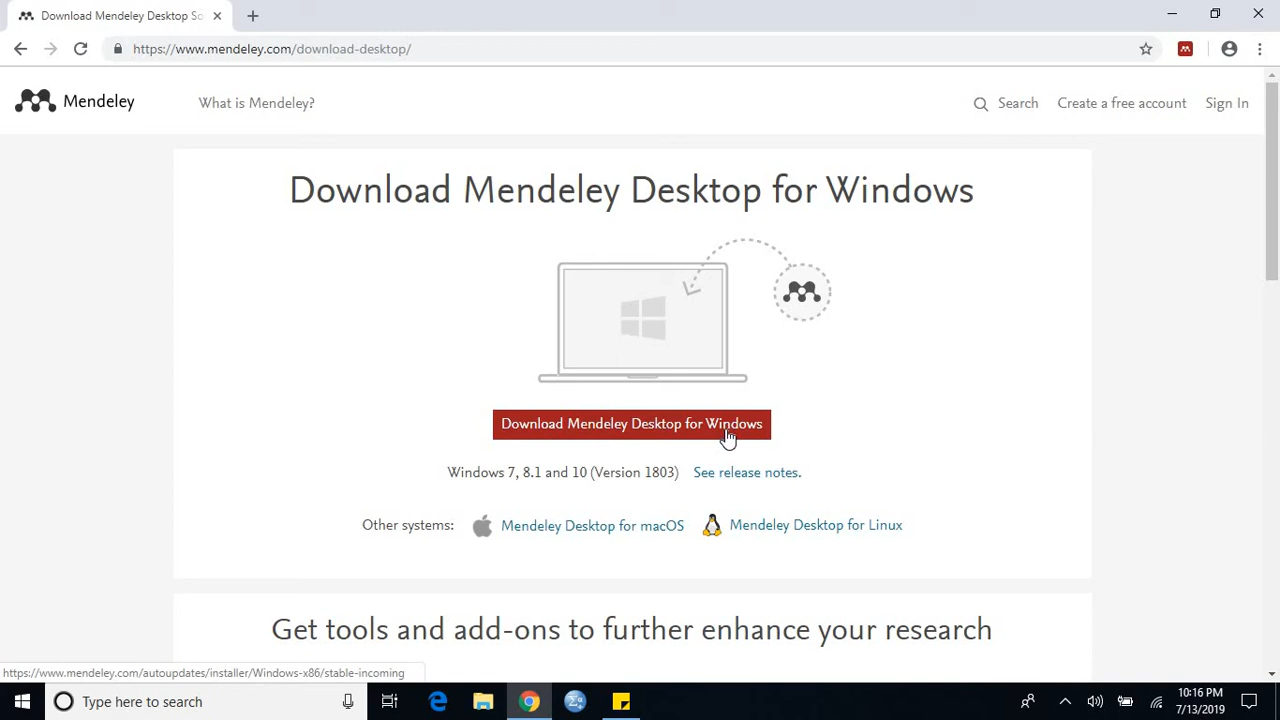 Download Mendeley Desktop So
https://www.mendeley.com/download-desktop/
Mendeley
What is Mendeley?
Search
Create a free account
Sign In
Download Mendeley Desktop for Windows
Download Mendeley Desktop for Windows
Windows 7, 8.1 and 10 (Version 1803) See release notes.
Other systems: Mendeley Desktop for macOS Mendeley Desktop for Linux
Get tools and add-ons to further enhance your research
https://www.mendeley.com/autoupdates/installer/Windows-x86/stable-incoming
Type here to search
10:16 PM
7/13/2019